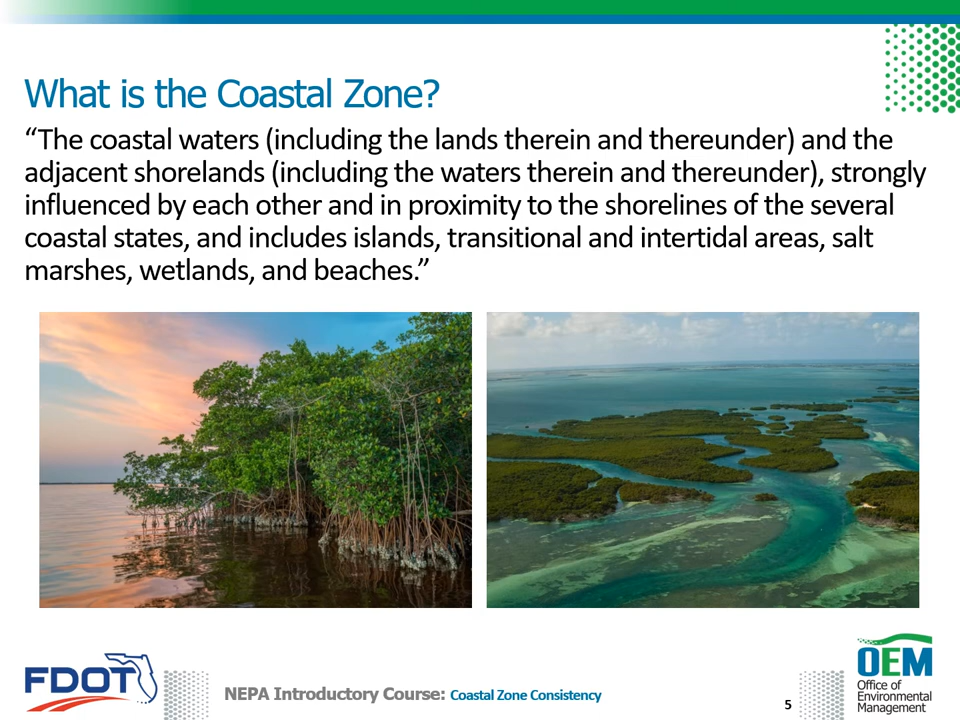 What is the Coastal Zone?
“The coastal waters (including the lands therein and thereunder) and the
adjacent shorelands (including the waters therein and thereunder), strongly
influenced by each other and in proximity to the shorelines of the several
coastal states, and includes islands, transitional and intertidal areas, salt
marshes, wetlands, and beaches.”
FDOT
NEPA Introductory Course: Coastal Zone Consistency
5
OEM
Office of
Environmental
Management